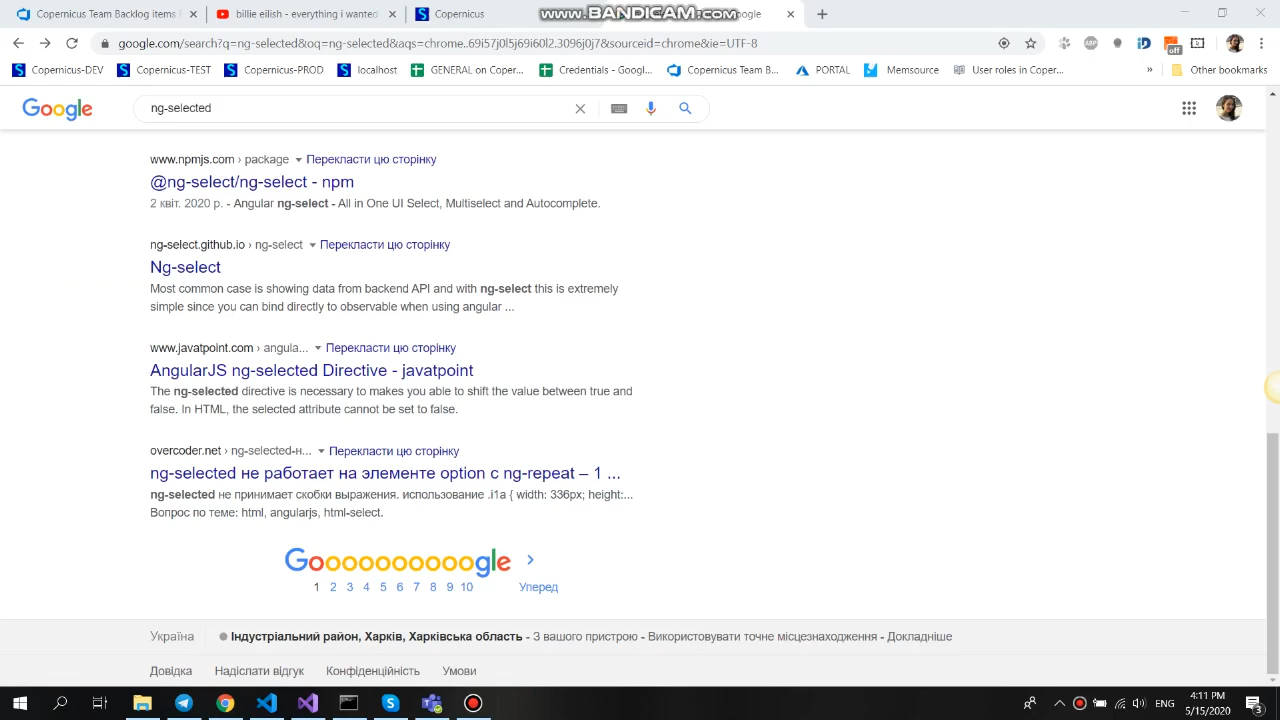 Copernicus Team Backlog items
billie eilish - everything i wanted
Copernicus
www.BANDICAM.com
google.com/search?q=ng-selected&oq=ng-selected&aqs=chrome.69i57j0l5j69i60l2.3096j0j7&sourceid=chrome&ie=UTF-8
Copernicus-DEV
Copernicus-TEST
Copernicus-PROD
localhost
GENERAL on Coper...
Credentials - Googl...
Copernicus Team B...
PORTAL
Memsource
User roles in Coper...
»
Other bookmarks
Google
ng-selected
www.npmjs.com › package Перекласти цю сторінку
@ng-select/ng-select - npm
2 квіт. 2020 р. - Angular ng-select - All in One UI Select, Multiselect and Autocomplete.
ng-select.github.io › ng-select Перекласти цю сторінку
Ng-select
Most common case is showing data from backend API and with ng-select this is extremely
simple since you can bind directly to observable when using angular ...
www.javatpoint.com › angula... Перекласти цю сторінку
AngularJS ng-selected Directive - javatpoint
The ng-selected directive is necessary to makes you able to shift the value between true and
false. In HTML, the selected attribute cannot be set to false.
overcoder.net › ng-selected-н... Перекласти цю сторінку
ng-selected не работает на элементе option с ng-repeat – 1 ...
ng-selected не принимает скобки выражения. использование .i1a { width: 336px; height:...
Вопрос по теме: html, angularjs, html-select.
Goooooooooogle
1 2 3 4 5 6 7 8 9 10 Уперед
Україна Індустріальний район, Харків, Харківська область - З вашого пристрою - Використовувати точне місцезнаходження - Докладніше
Довідка Надіслати відгук Конфіденційність Умови
ENG
4:11 PM
5/15/2020